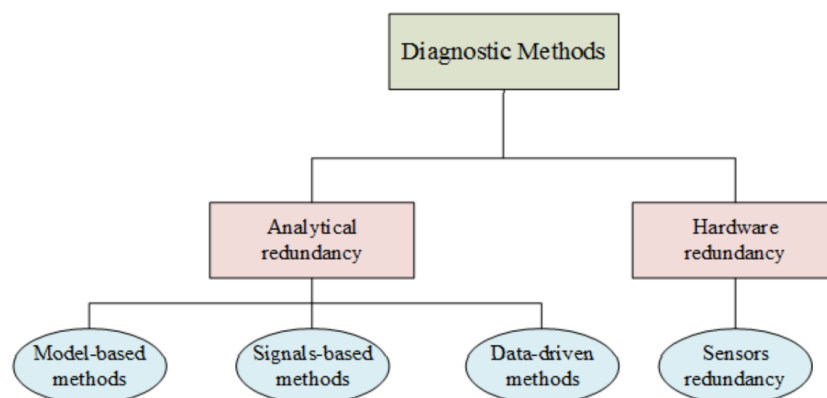 Diagnostic Methods
Analytical
redundancy
Hardware
redundancy
Model-based
methods
Signals-based
methods
Data-driven
methods
Sensors
redundancy